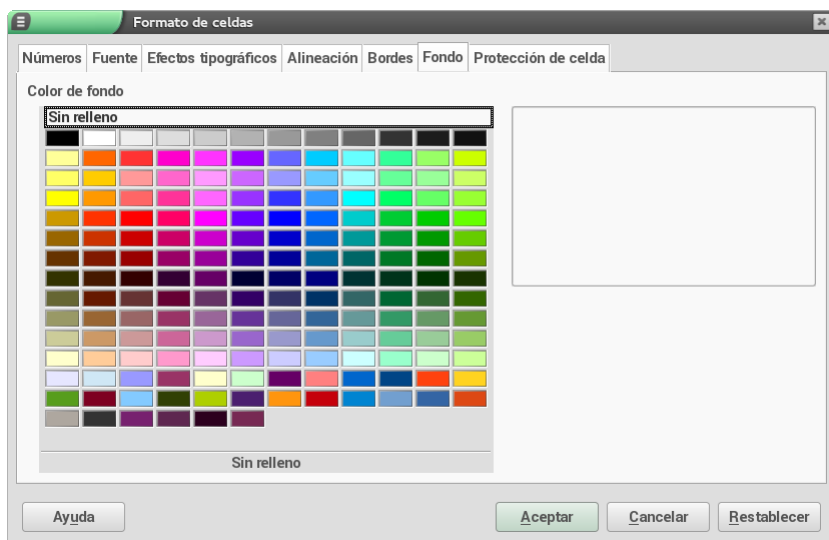 Formato de celdas
Números Fuente Efectos tipográficos Alineación Bordes Fondo Protección de celda
Color de fondo
Sin relleno
Sin relleno
Ayuda Aceptar Cancelar Restablecer